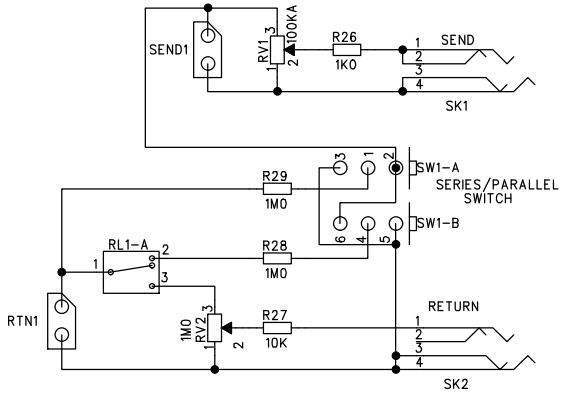 SEND1
3
RV1
100KA
1
R26
1K0
1
SEND
2
3
4
SK1
R29
1M0
3
1
2
SW1-A
SERIES/PARALLEL
SWITCH
6
4
5
SW1-B
RL1-A
1
2
3
R28
1M0
RTN1
1M0
RV2
3
1
2
R27
10K
RETURN
1
2
3
4
SK2